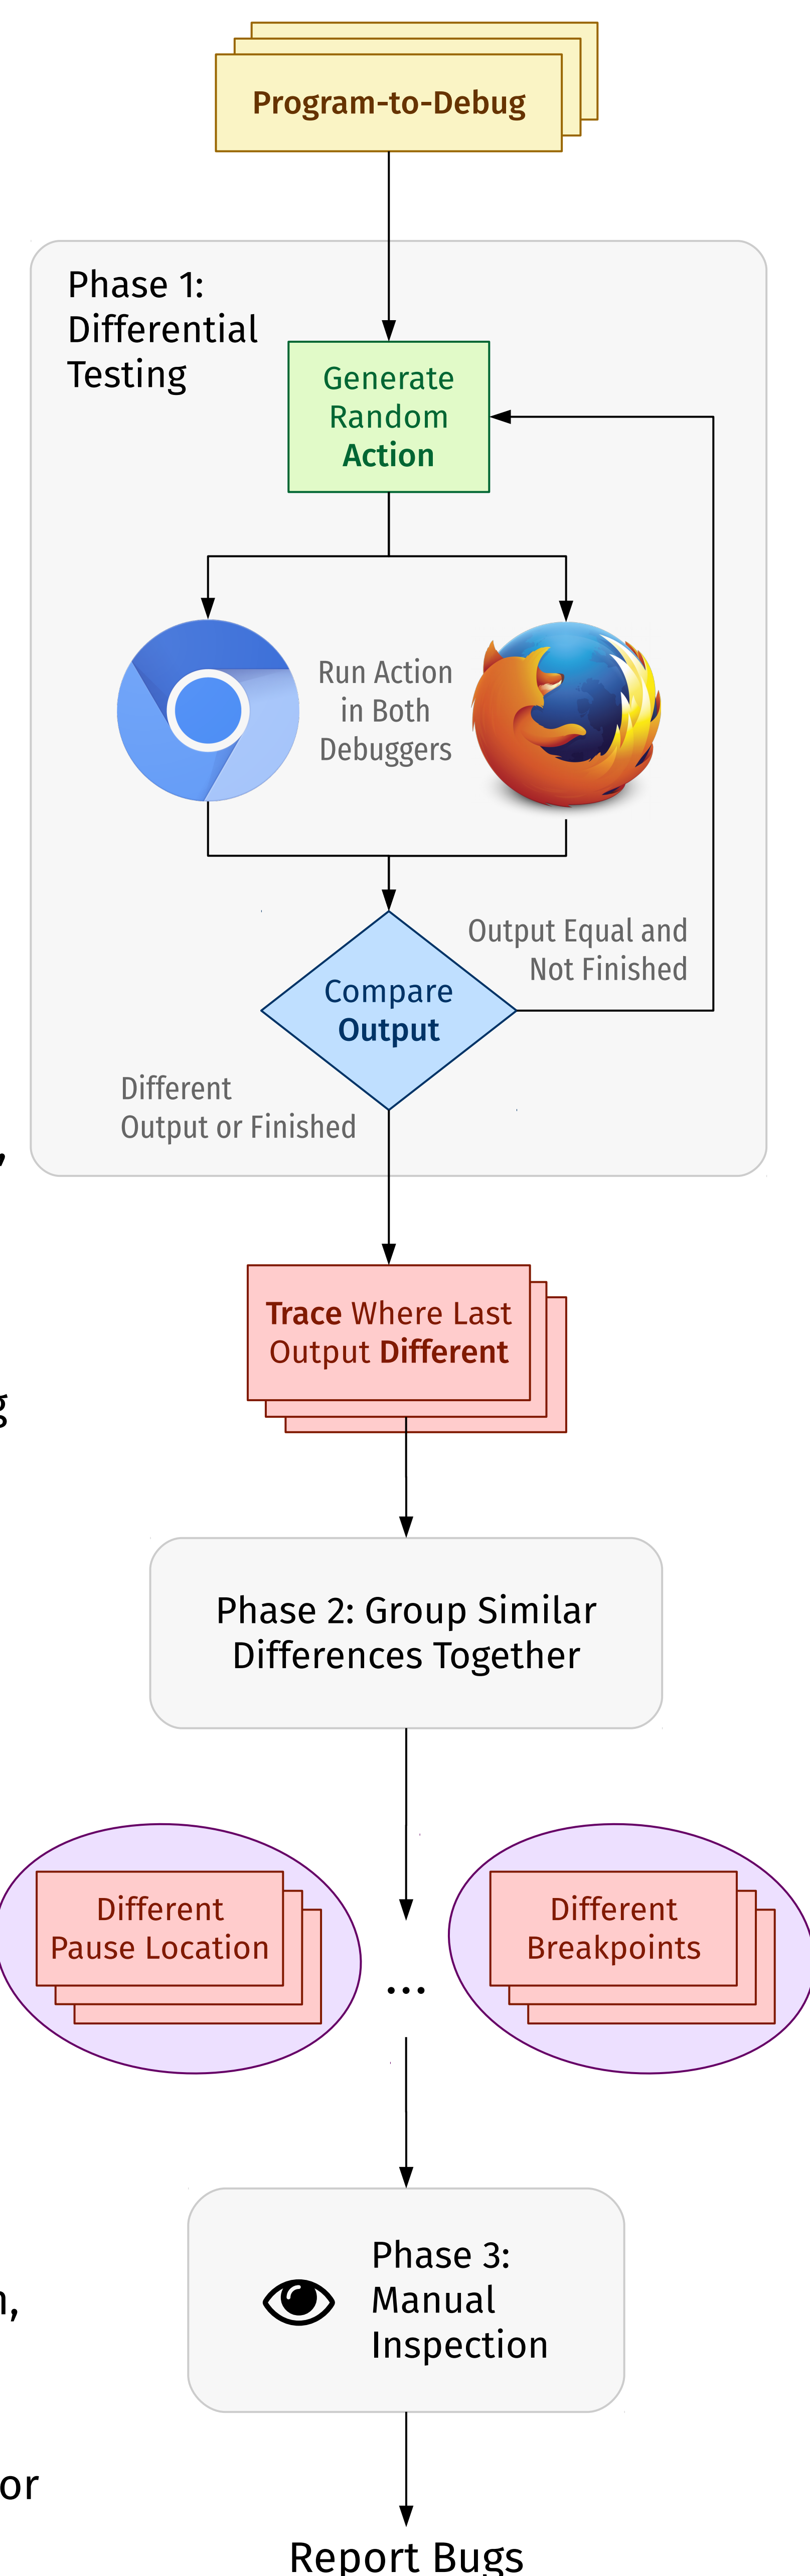 Program-to-Debug
Phase 1:
Differential
Testing
Generate
Random
Action
Run Action
in Both
Debuggers
Output Equal and
Not Finished
Compare
Output
Different
Output or Finished
,
Trace Where Last
Output Different
g
Phase 2: Group Similar
Differences Together
Different
Pause Location
...
Different
Breakpoints
Phase 3:
Manual
Inspection
,
or
Report Bugs